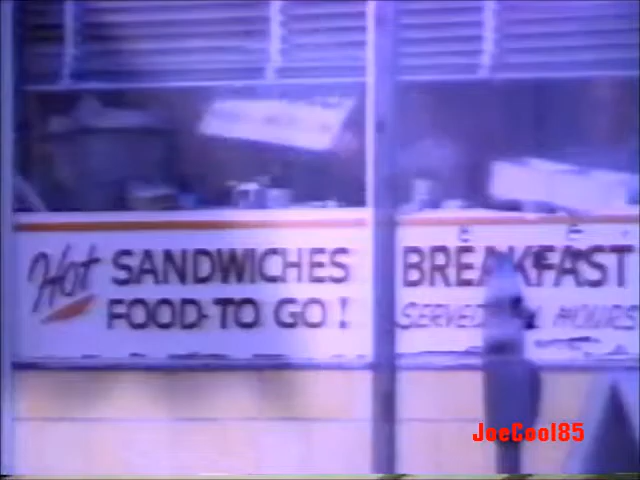 Hot SANDWICHES
FOOD-TO GO!
BREAKFAST
SERVED HOURS
JoeCool85